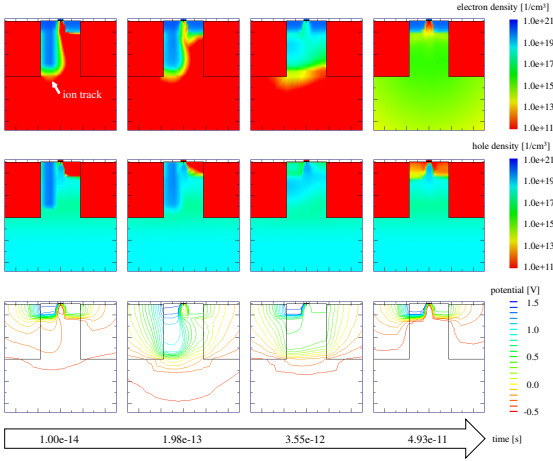 electron density [1/cm³]
1.0e+21
1.0e+19
1.0e+17
1.0e+15
1.0e+13
1.0e+11
ion track
hole density [1/cm³]
1.0e+21
1.0e+19
1.0e+17
1.0e+15
1.0e+13
1.0e+11
potential [V]
1.5
1.0
0.5
0.0
-0.5
1.00e-14 1.98e-13 3.55e-12 4.93e-11 time [s]